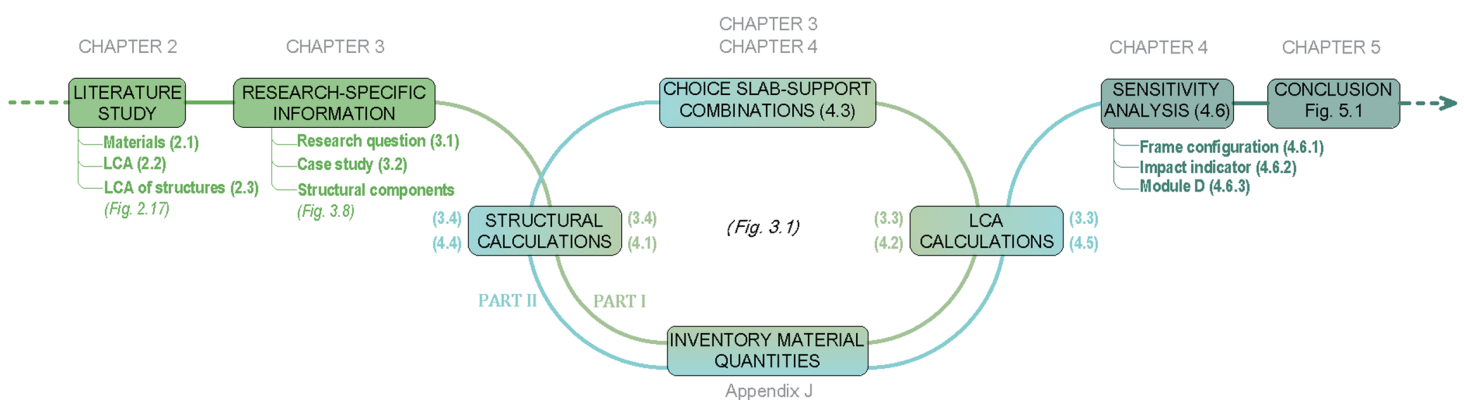 CHAPTER 2
CHAPTER 3
CHAPTER 3
CHAPTER 4
CHAPTER 4
CHAPTER 5
LITERATURE
STUDY
Materials (2.1)
LCA (2.2)
LCA of structures (2.3)
(Fig. 2.17)
RESEARCH-SPECIFIC
INFORMATION
Research question (3.1)
Case study (3.2)
Structural components
(Fig. 3.8)
CHOICE SLAB-SUPPORT
COMBINATIONS (4.3)
SENSITIVITY
ANALYSIS (4.6)
Frame configuration (4.6.1)
Impact indicator (4.6.2)
Module D (4.6.3)
CONCLUSION
Fig. 5.1
(3.4)
(4.4)
STRUCTURAL
CALCULATIONS
(3.4)
(4.1)
(Fig. 3.1)
(3.3)
(4.2)
LCA
CALCULATIONS
(3.3)
(4.5)
PART II
PART I
INVENTORY MATERIAL
QUANTITIES
Appendix J